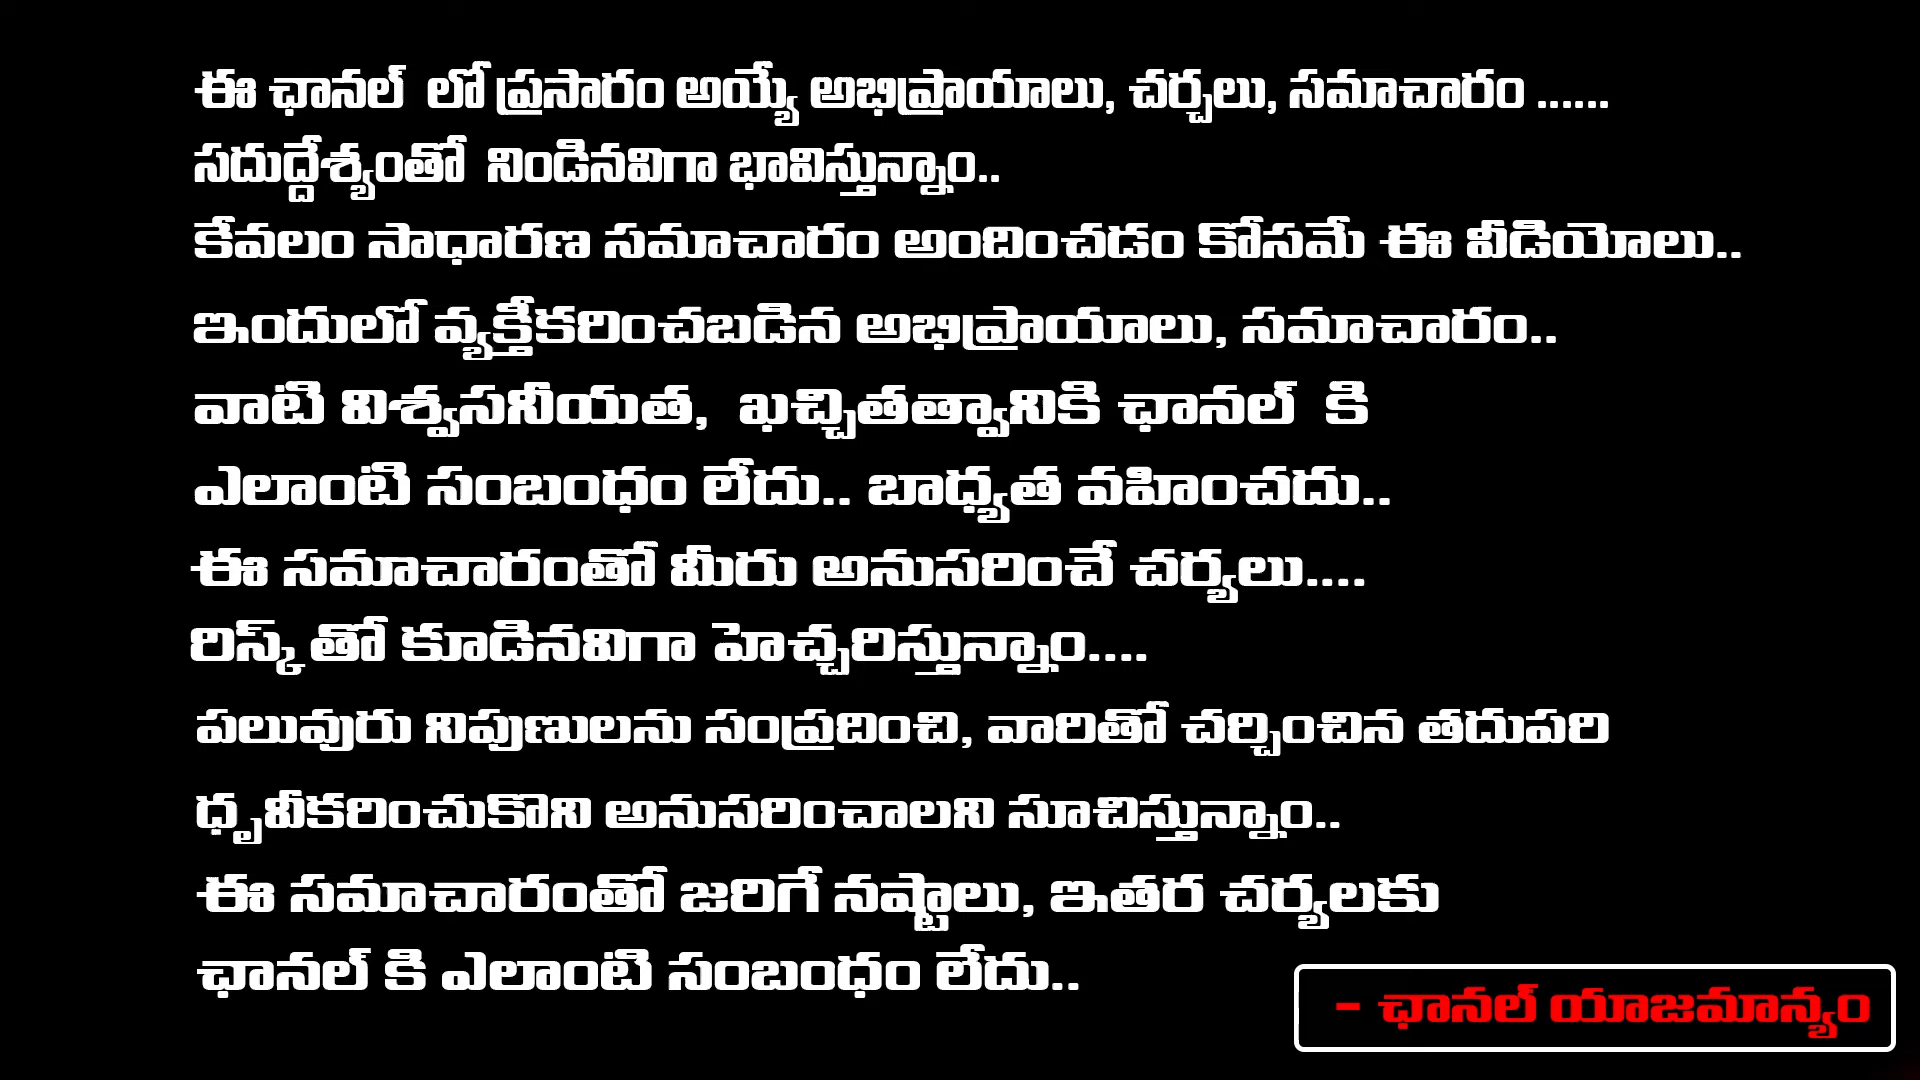 ఈ ఛానల్ లో ప్రసారం అయ్యే అభిప్రాయాలు, చర్చలు, సమాచారం ......
సదుద్దేశ్యంతో నిండినవిగా భావిస్తున్నాం..
కేవలం సాధారణ సమాచారం అందించడం కోసమే ఈ వీడియోలు..
ఇందులో వ్యక్తీకరించబడిన అభిప్రాయాలు, సమాచారం..
వాటి విశ్వసనీయత, ఖచ్చితత్వానికి ఛానల్ కి
ఎలాంటి సంబంధం లేదు.. బాధ్యత వహించదు..
ఈ సమాచారంతో మీరు అనుసరించే చర్యలు....
రిస్క్ తో కూడినవిగా హెచ్చరిస్తున్నాం....
పలువురు నిపుణులను సంప్రదించి, వారితో చర్చించిన తదుపరి
ధృవీకరించుకొని అనుసరించాలని సూచిస్తున్నాం..
ఈ సమాచారంతో జరిగే నష్టాలు, ఇతర చర్యలకు
ఛానల్ కి ఎలాంటి సంబంధం లేదు..
- ఛానల్ యాజమాన్యం